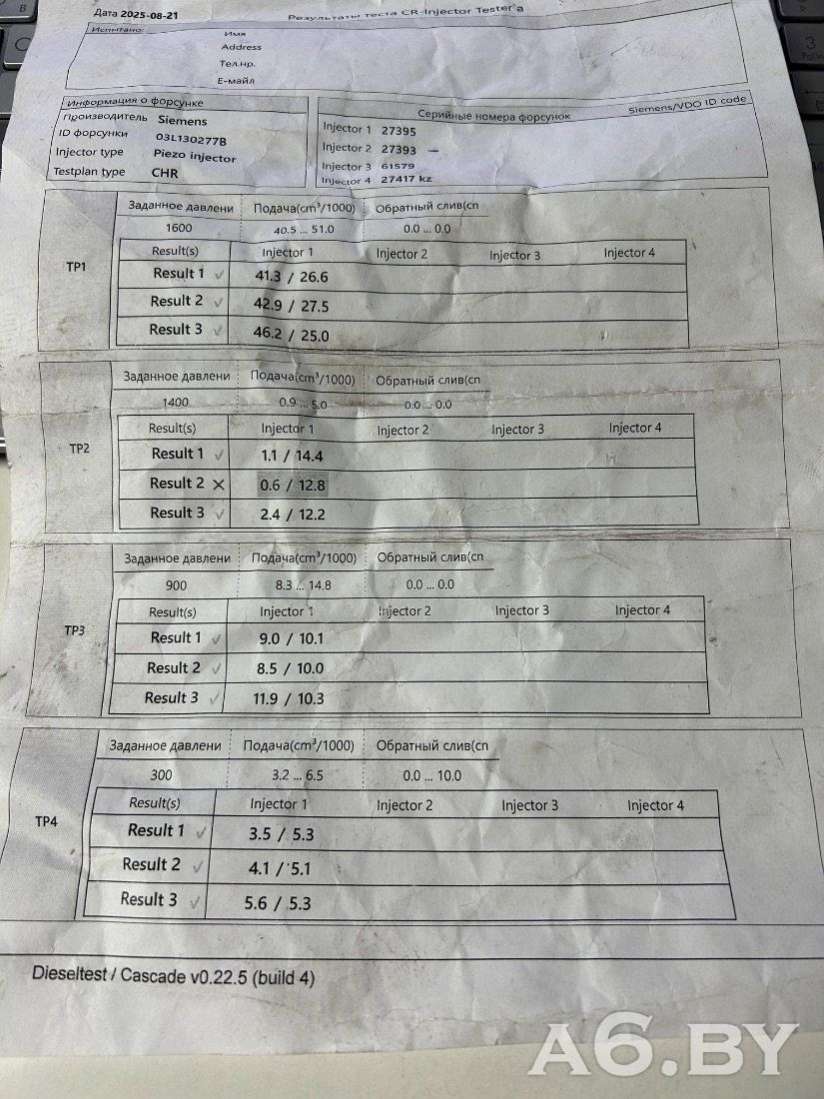 Дата 2025-08-21
Результаты теста CR-Injector Tester'а
Испытано:
Имя
Address
Тел.нр.
E-майл
Информация о форсунке
Производитель Siemens
ID форсунки 03L130277B
Injector type Piezo injector
Testplan type CHR
Серийные номера форсунок Siemens/VDO ID code
Injector 1 27395
Injector 2 27393 —
Injector 3 61579
Injector 4 27417 kz
TP1
Заданное давлени Подача(cm³/1000) Обратный слив(сп
1600 40.5 ... 51.0 0.0 ... 0.0
Result(s) Injector 1 Injector 2 Injector 3 Injector 4
Result 1 ✓ 41.3 / 26.6
Result 2 ✓ 42.9 / 27.5
Result 3 ✓ 46.2 / 25.0
TP2
Заданное давлени Подача(cm³/1000) Обратный слив(сп
1400 0.9 ... 5.0 0.0 ... 0.0
Result(s) Injector 1 Injector 2 Injector 3 Injector 4
Result 1 ✓ 1.1 / 14.4
Result 2 ✕ 0.6 / 12.8
Result 3 ✓ 2.4 / 12.2
TP3
Заданное давлени Подача(cm³/1000) Обратный слив(сп
900 8.3 ... 14.8 0.0 ... 0.0
Result(s) Injector 1 Injector 2 Injector 3 Injector 4
Result 1 ✓ 9.0 / 10.1
Result 2 ✓ 8.5 / 10.0
Result 3 ✓ 11.9 / 10.3
TP4
Заданное давлени Подача(cm³/1000) Обратный слив(сп
300 3.2 ... 6.5 0.0 ... 10.0
Result(s) Injector 1 Injector 2 Injector 3 Injector 4
Result 1 ✓ 3.5 / 5.3
Result 2 ✓ 4.1 / 5.1
Result 3 ✓ 5.6 / 5.3
Dieseltest / Cascade v0.22.5 (build 4)
A6.BY